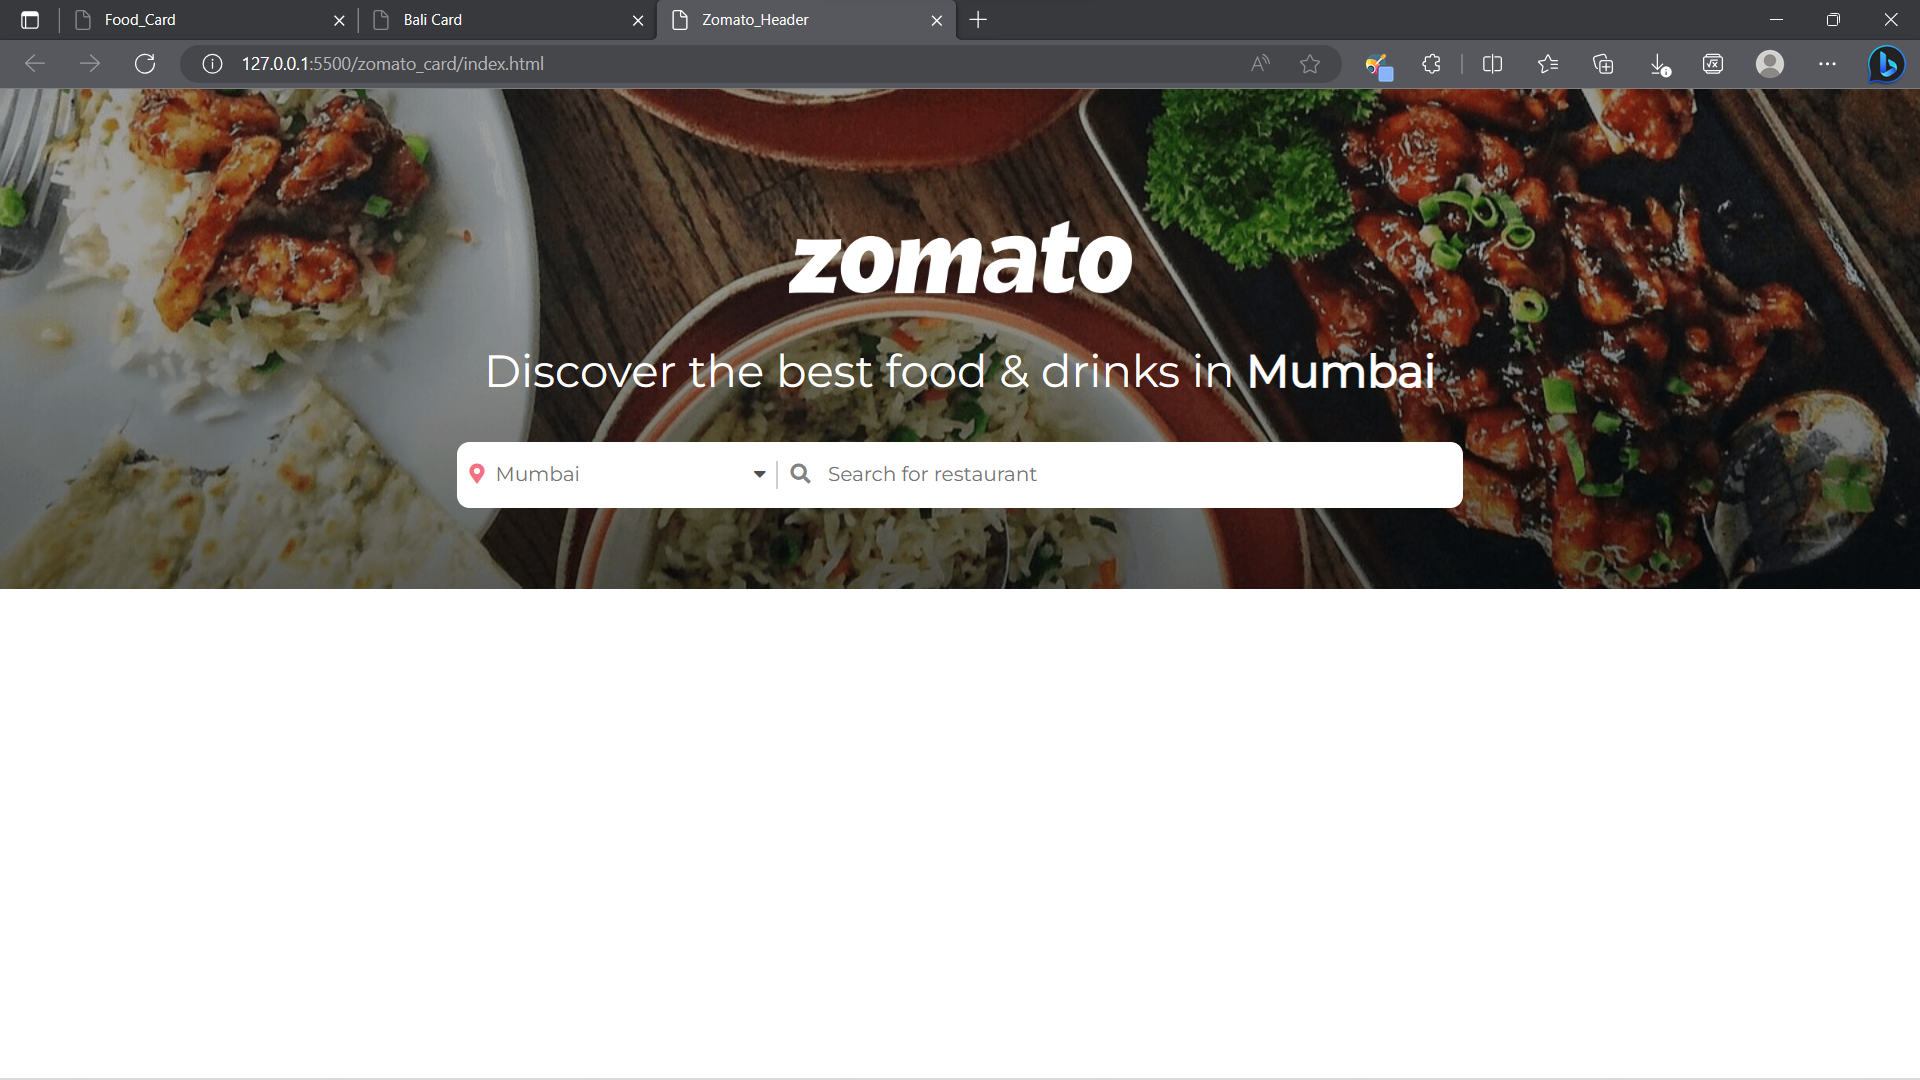 Food_Card
Bali Card
Zomato_Header
127.0.0.1:5500/zomato_card/index.html
zomato
Discover the best food & drinks in Mumbai
Mumbai
Search for restaurant